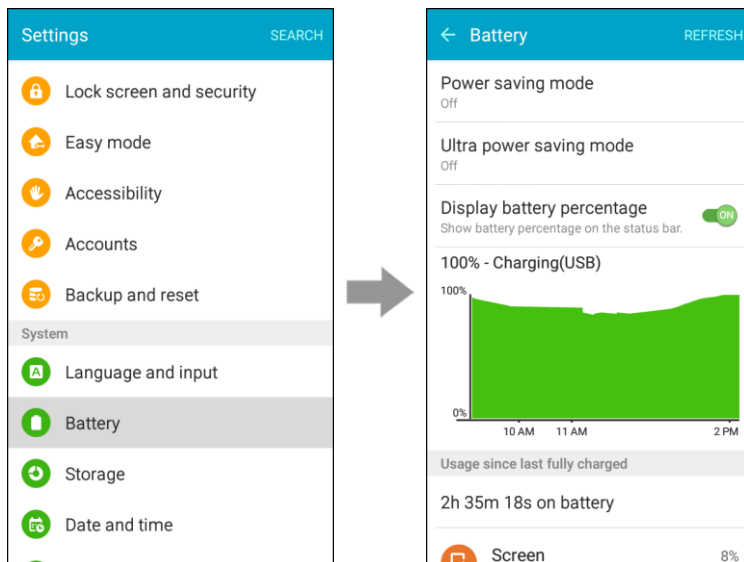 Settings
SEARCH
Lock screen and security
Easy mode
Accessibility
Accounts
Backup and reset
System
A
Language and input
Battery
Storage
Date and time
Battery
REFRESH
Power saving mode
Off
Ultra power saving mode
Off
Display battery percentage
Show battery percentage on the status bar.
ON
100% - Charging(USB)
100%
0%
10 AM 11 AM 2 PM
Usage since last fully charged
2h 35m 18s on battery
Screen
8%